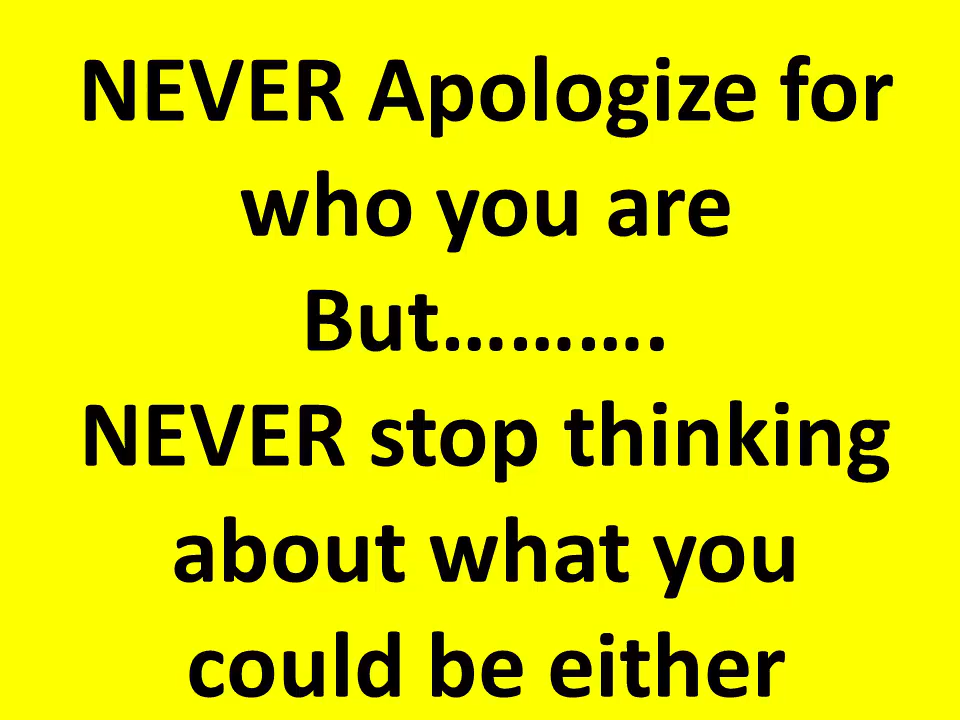 NEVER Apologize for
who you are
But……….
NEVER stop thinking
about what you
could be either